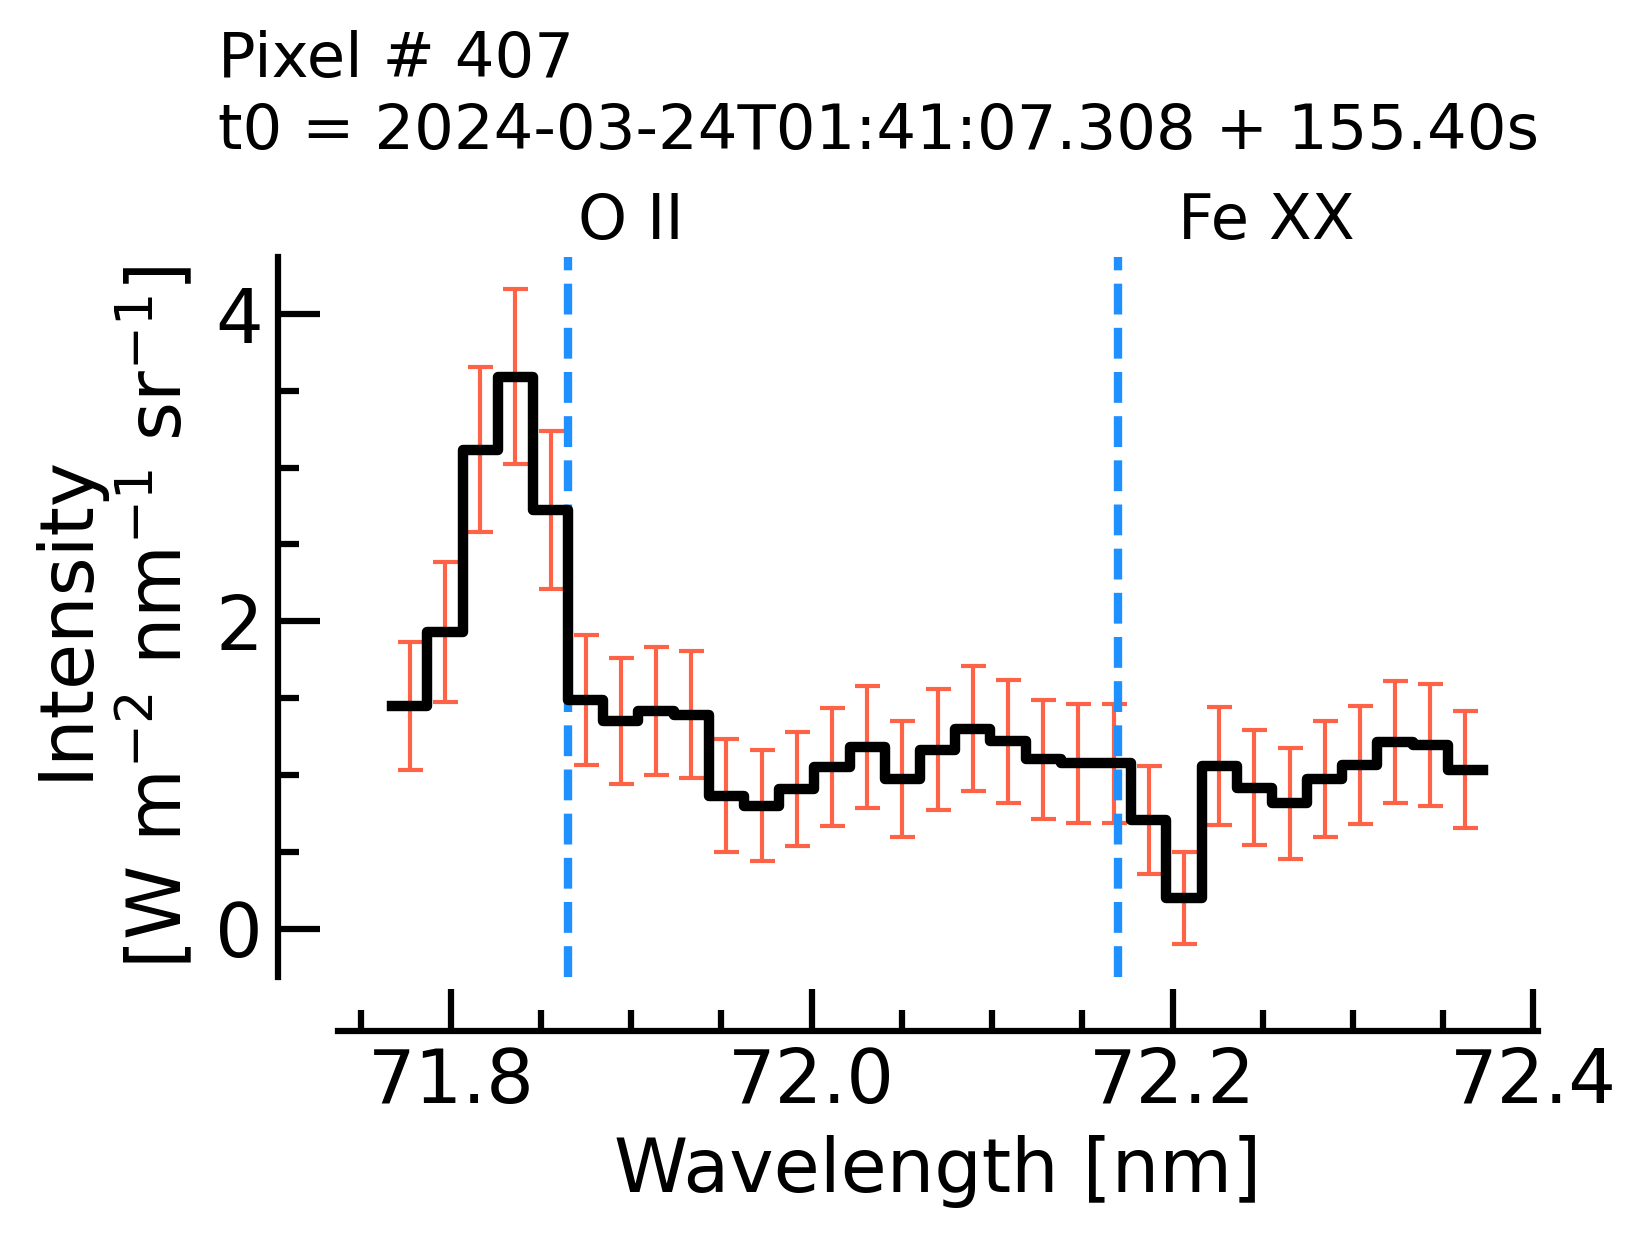 Pixel # 407
t0 = 2024-03-24T01:41:07.308 + 155.40s
O II
Fe XX
Intensity
[W m⁻² nm⁻¹ sr⁻¹]
4
2
0
71.8
72.0
72.2
72.4
Wavelength [nm]